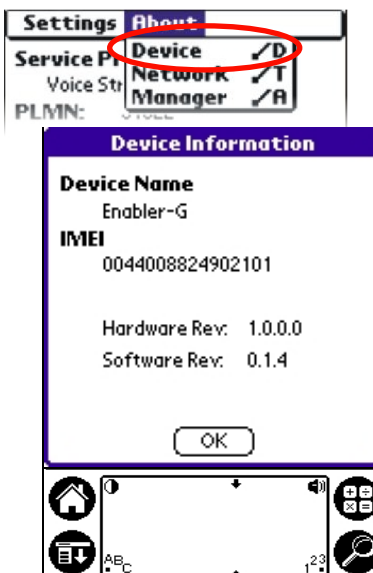 Settings About
Service P
Device ⟋D
Network ⟋T
Voice Str
Manager ⟋A
PLMN:
Device Information
Device Name
Enabler-G
IMEI
0044008824902101
Hardware Rev: 1.0.0.0
Software Rev: 0.1.4
OK
ABC
123